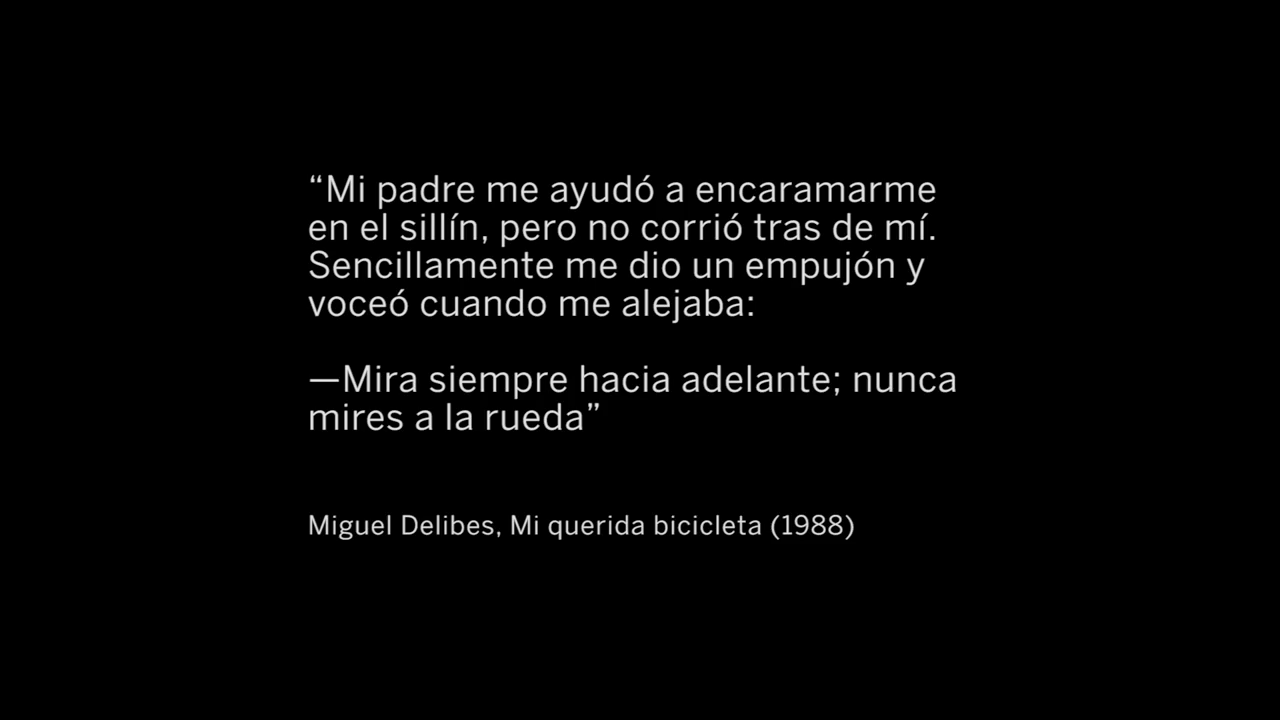 “Mi padre me ayudó a encaramarme
en el sillín, pero no corrió tras de mí.
Sencillamente me dio un empujón y
voceó cuando me alejaba:
—Mira siempre hacia adelante; nunca
mires a la rueda”
Miguel Delibes, Mi querida bicicleta (1988)